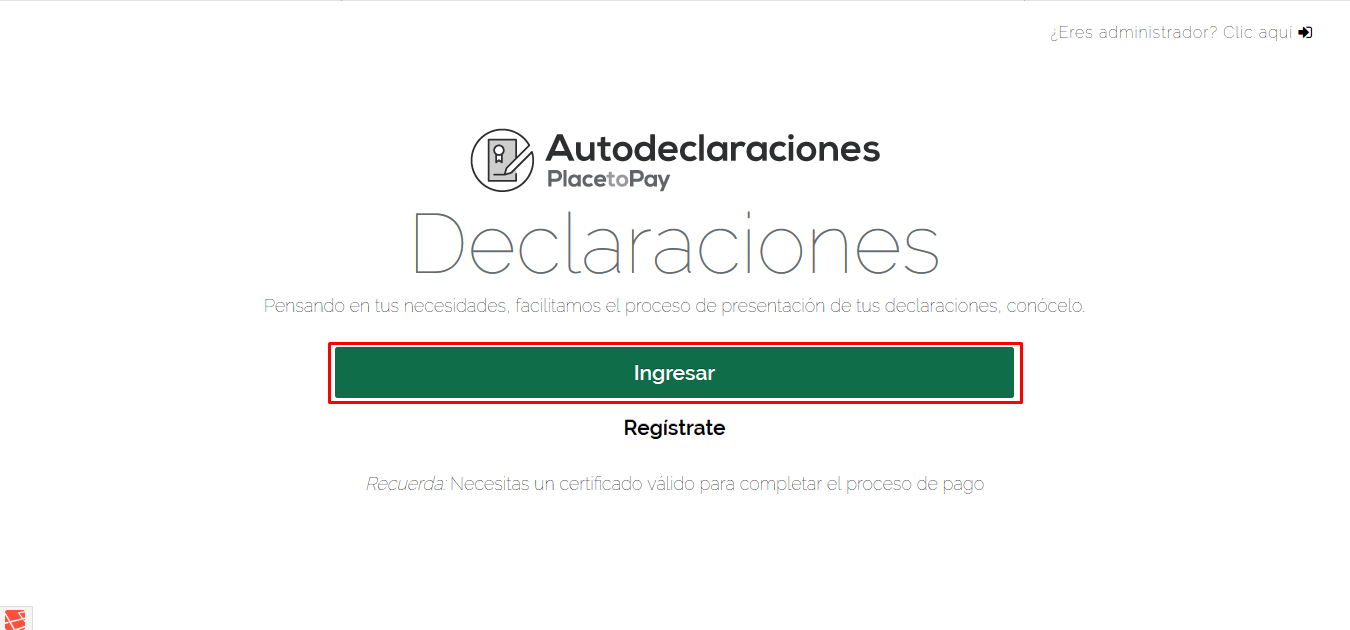 ¿Eres administrador? Clic aquí
Autodeclaraciones
PlacetoPay
Declaraciones
Pensando en tus necesidades, facilitamos el proceso de presentación de tus declaraciones, conócelo.
Ingresar
Regístrate
Recuerda: Necesitas un certificado válido para completar el proceso de pago